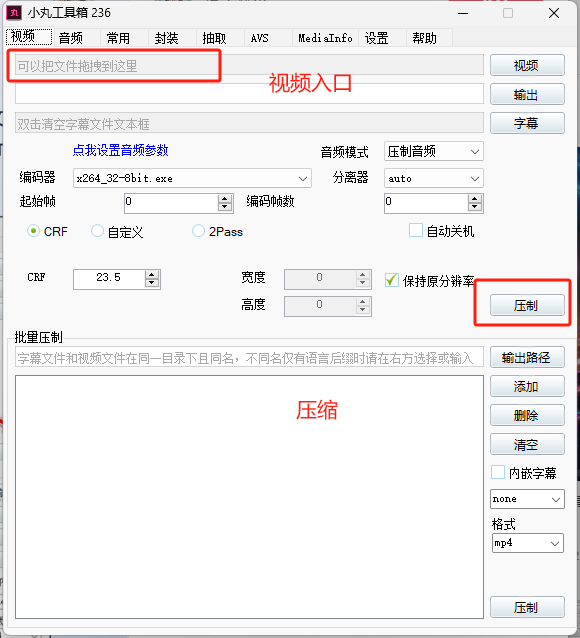 小丸工具箱 236
视频 音频 常用 封装 抽取 AVS MediaInfo 设置 帮助
可以把文件拖拽到这里 视频
视频入口
输出
双击清空字幕文件文本框 字幕
点我设置音频参数 音频模式 压制音频
编码器 x264_32-8bit.exe 分离器 auto
起始帧 0 编码帧数 0
CRF 自定义 2Pass 自动关机
CRF 23.5 宽度 0 保持原分辨率
高度 0 压制
批量压制
字幕文件和视频文件在同一目录下且同名，不同名仅有语言后缀时请在右方选择或输入 输出路径
添加
压缩
删除
清空
内嵌字幕
none
格式
mp4
压制